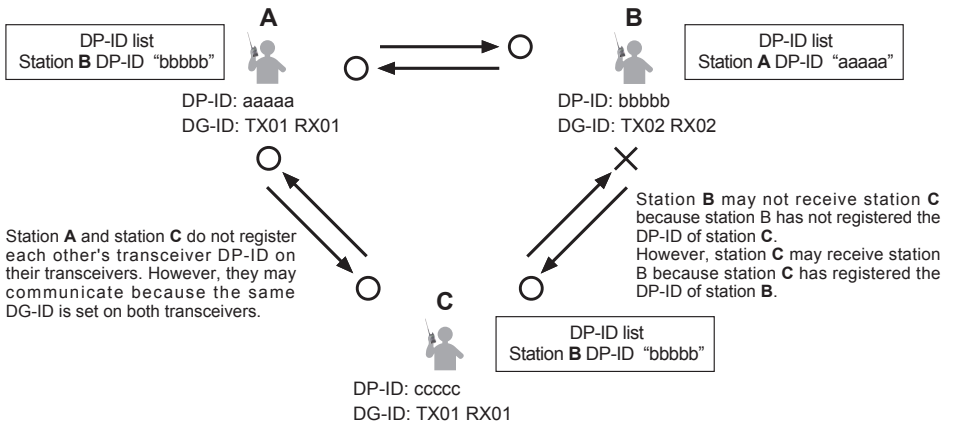 A
B
DP-ID list
Station B DP-ID “bbbbb”
DP-ID list
Station A DP-ID “aaaaa”
DP-ID: aaaaa
DG-ID: TX01 RX01
DP-ID: bbbbb
DG-ID: TX02 RX02
Station A and station C do not register
each other's transceiver DP-ID on
their transceivers. However, they may
communicate because the same
DG-ID is set on both transceivers.
Station B may not receive station C
because station B has not registered the
DP-ID of station C.
However, station C may receive station
B because station C has registered the
DP-ID of station B.
C
DP-ID list
Station B DP-ID “bbbbb”
DP-ID: ccccc
DG-ID: TX01 RX01